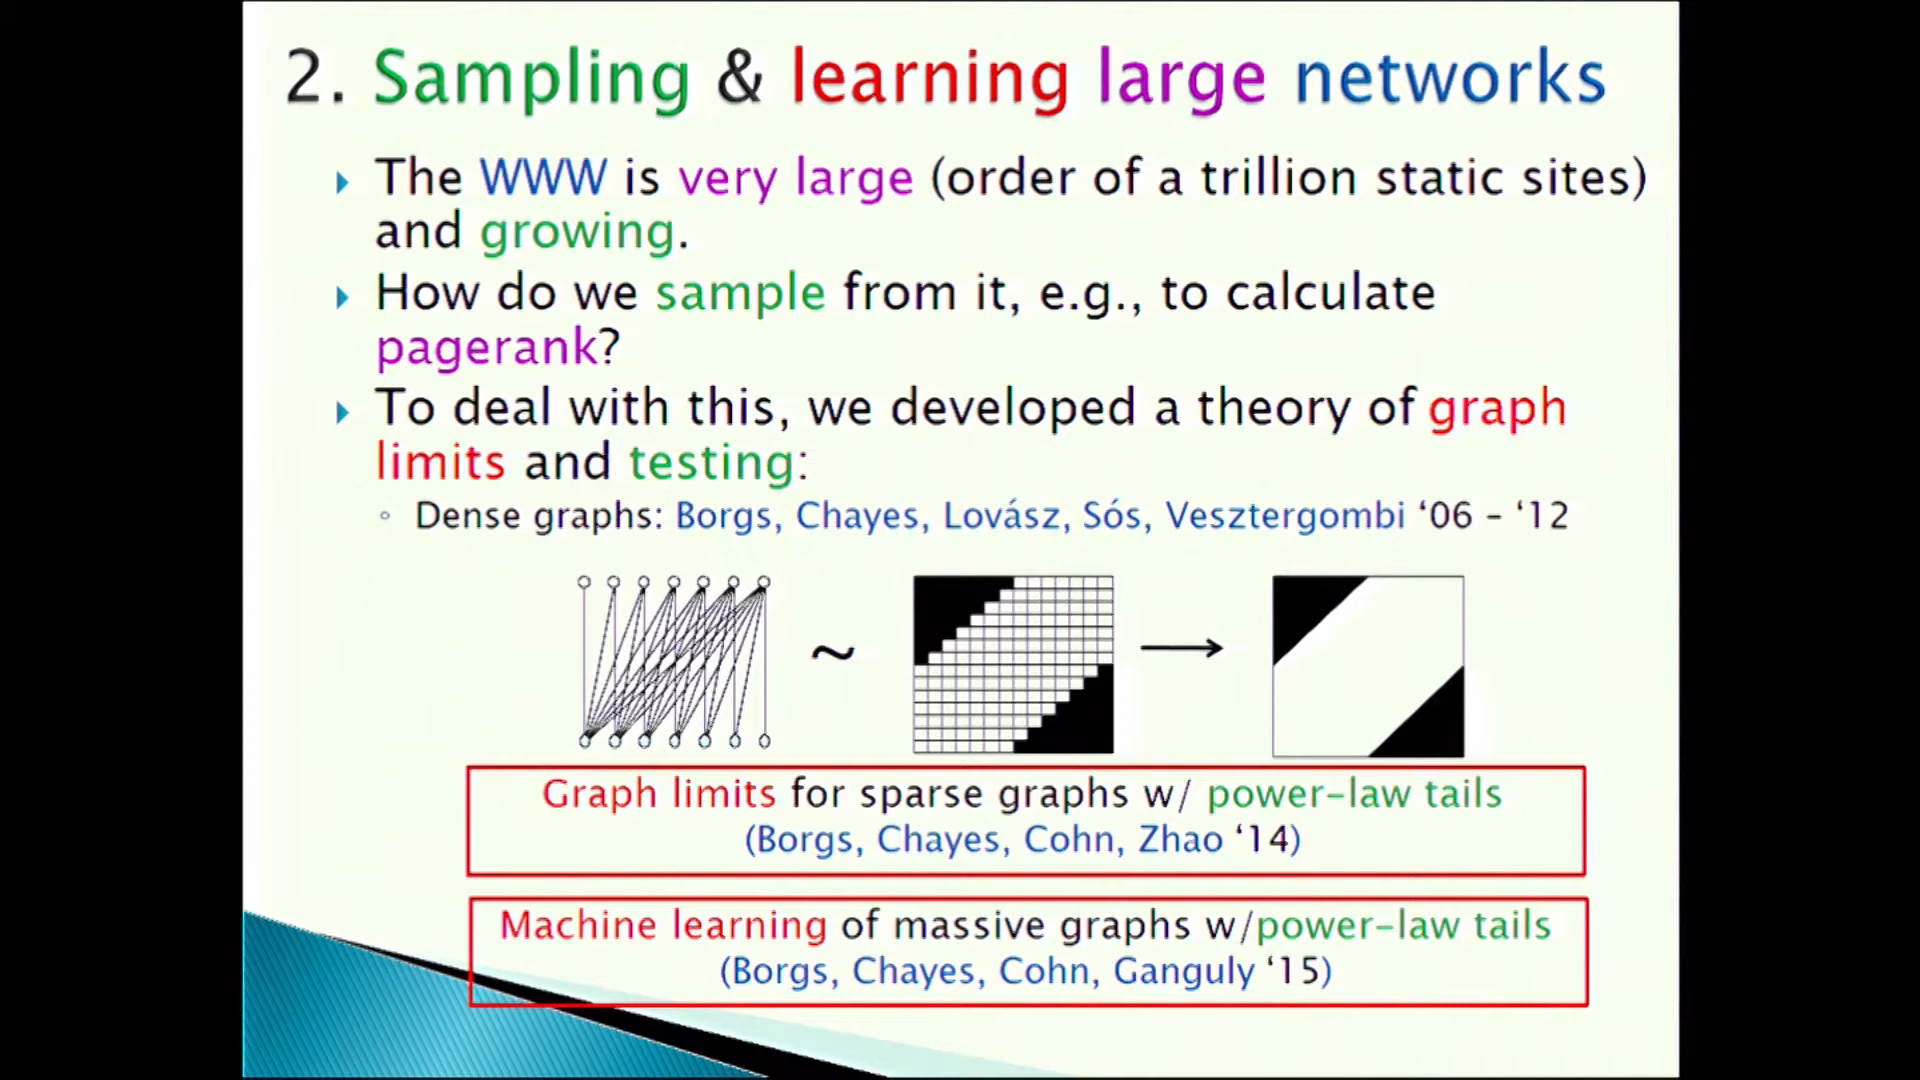 2. Sampling & learning large networks
The WWW is very large (order of a trillion static sites)
and growing.
How do we sample from it, e.g., to calculate
pagerank?
To deal with this, we developed a theory of graph
limits and testing:
Dense graphs: Borgs, Chayes, Lovász, Sós, Vesztergombi ‘06 – ‘12
~
Graph limits for sparse graphs w/ power-law tails
(Borgs, Chayes, Cohn, Zhao ‘14)
Machine learning of massive graphs w/power-law tails
(Borgs, Chayes, Cohn, Ganguly ‘15)